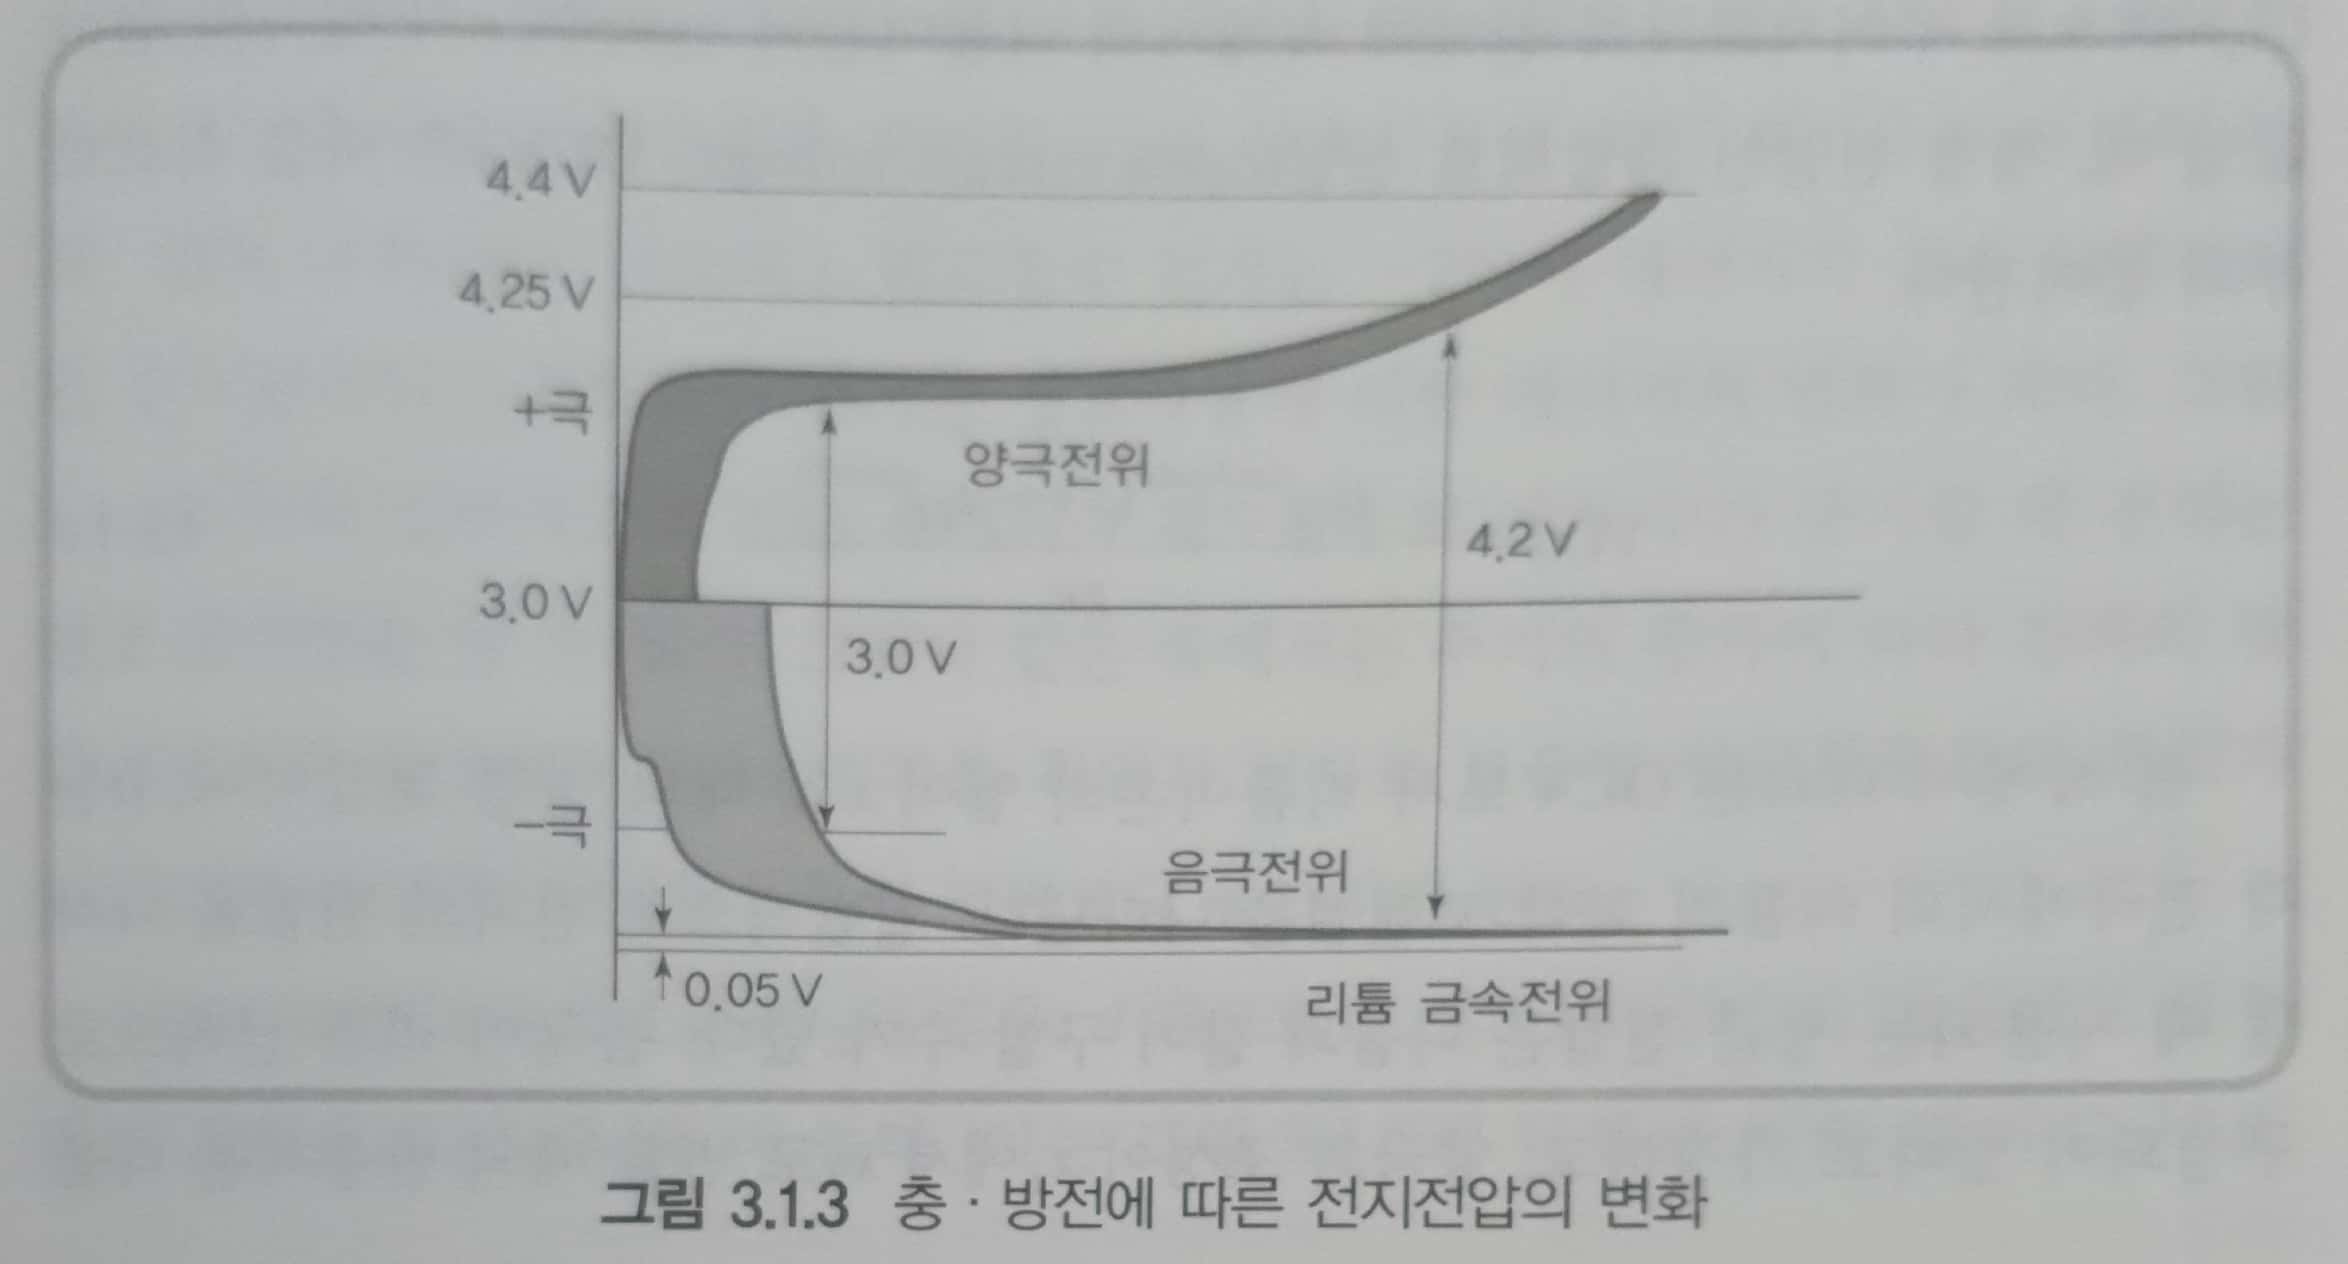 4.4 V
4.25 V
+극
양극전위
4.2 V
3.0 V
3.0 V
-극
음극전위
0.05 V
리튬 금속전위
그림 3.1.3 충 · 방전에 따른 전지전압의 변화